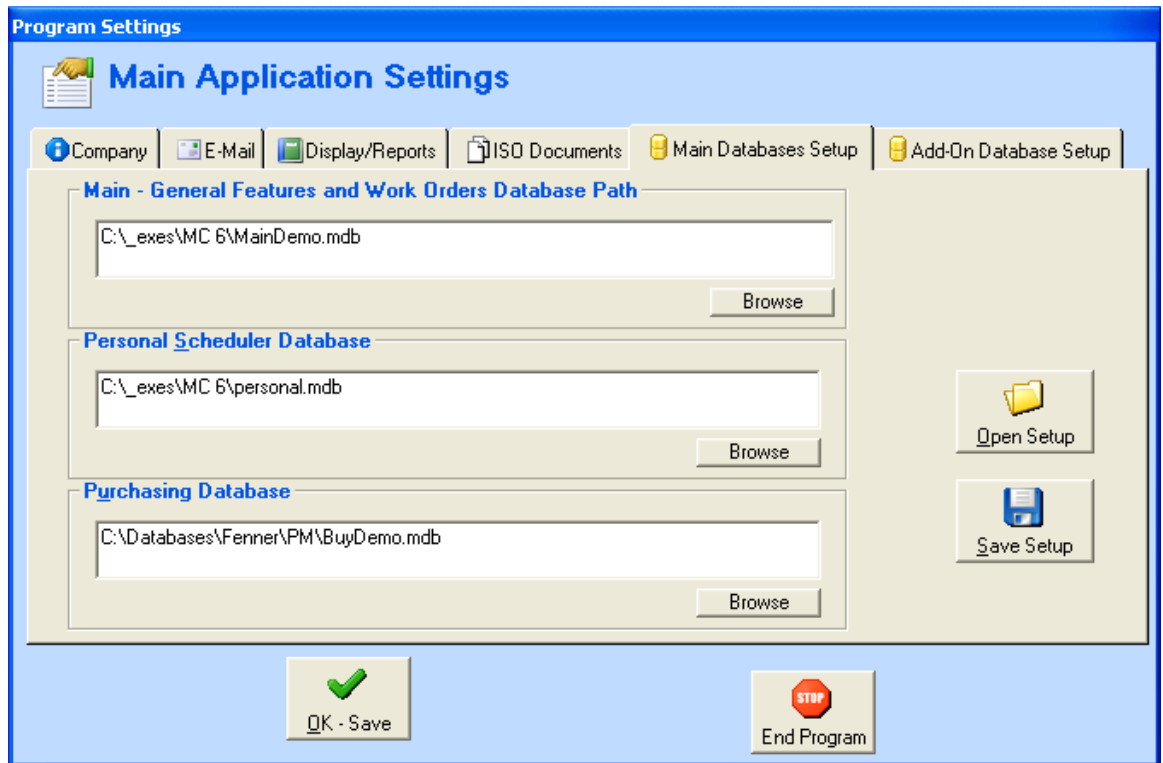 Program Settings
Main Application Settings
Company E-Mail Display/Reports ISO Documents Main Databases Setup Add-On Database Setup
Main - General Features and Work Orders Database Path
C:\_exes\MC 6\MainDemo.mdb
Browse
Personal Scheduler Database
C:\_exes\MC 6\personal.mdb
Browse
Open Setup
Purchasing Database
C:\Databases\Fenner\PM\BuyDemo.mdb
Save Setup
Browse
OK - Save
STOP
End Program